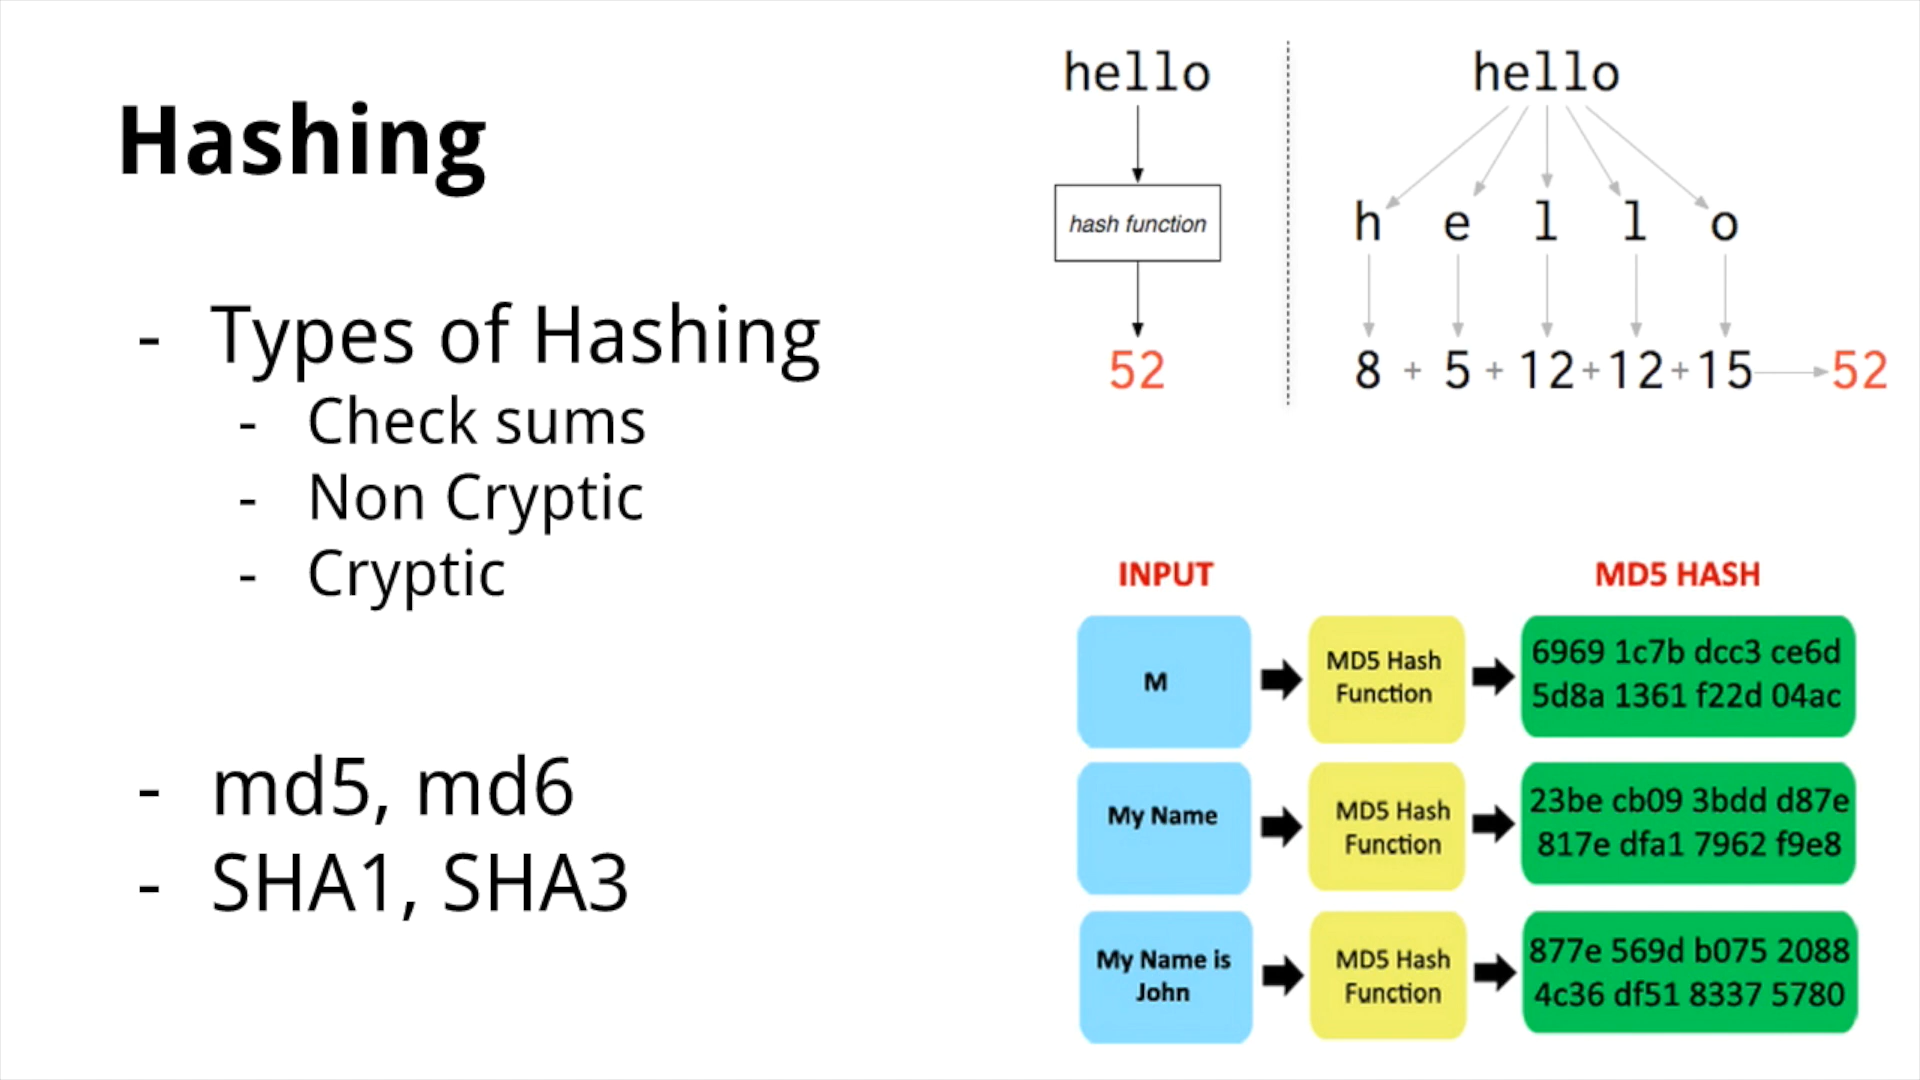 Hashing
- Types of Hashing
- Check sums
- Non Cryptic
- Cryptic
- md5, md6
- SHA1, SHA3
hello
hash function
52
hello
h e l l o
8 + 5 + 12 + 12 + 15 52
INPUT MD5 HASH
M
MD5 Hash
Function
6969 1c7b dcc3 ce6d
5d8a 1361 f22d 04ac
My Name
MD5 Hash
Function
23be cb09 3bdd d87e
817e dfa1 7962 f9e8
My Name is
John
MD5 Hash
Function
877e 569d b075 2088
4c36 df51 8337 5780